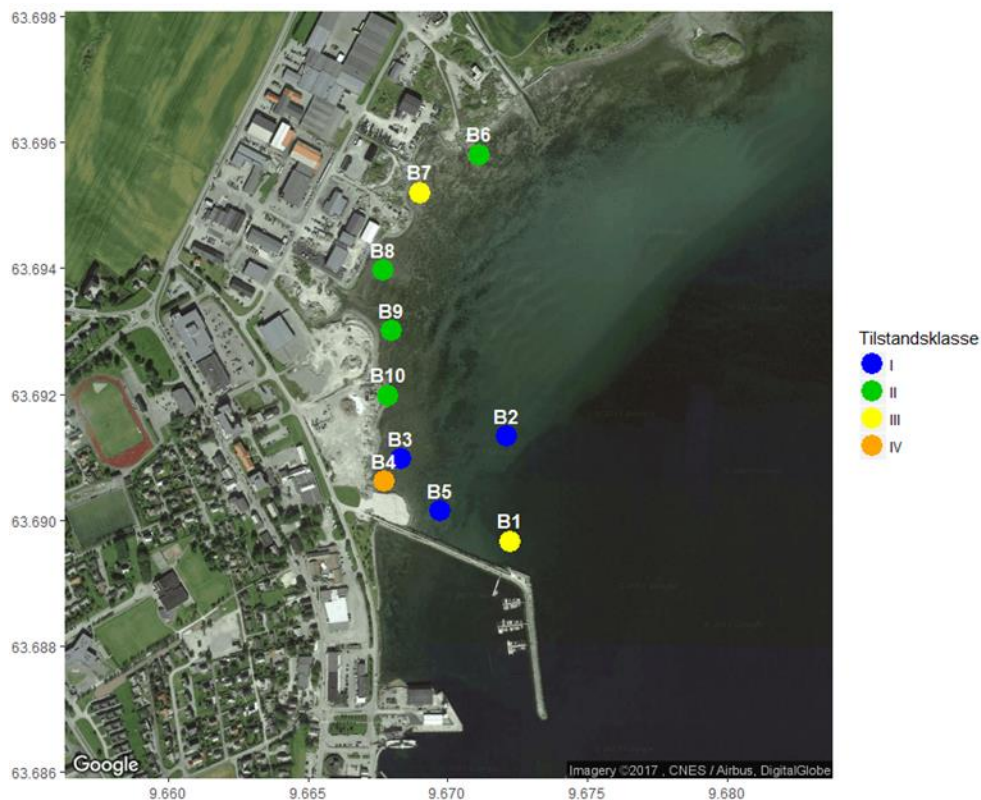 63.698
63.696
63.694
63.692
63.690
63.688
63.686
B6
B7
B8
B9
B10
B2
B3
B4
B5
B1
Google
Imagery ©2017 , CNES / Airbus, DigitalGlobe
9.660
9.665
9.670
9.675
9.680
Tilstandsklasse
I
II
III
IV